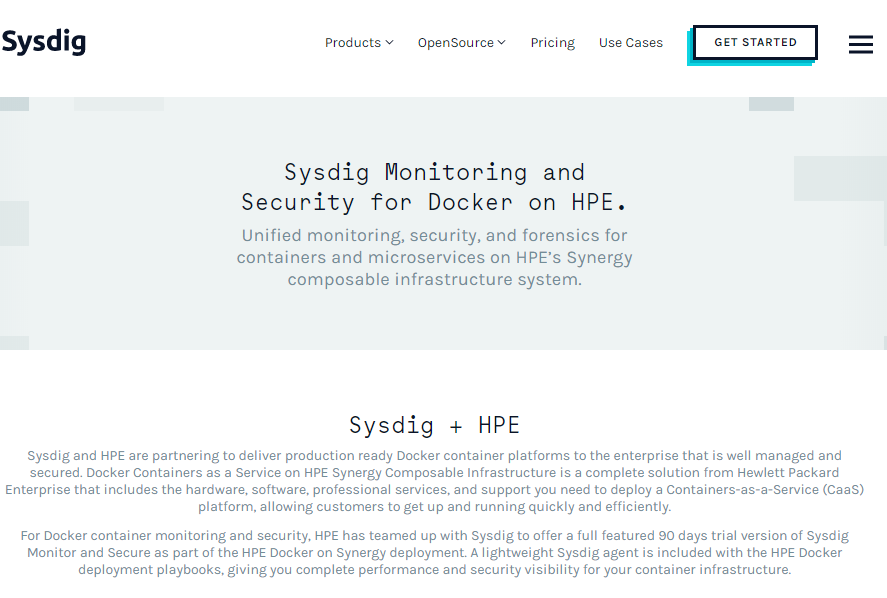 Sysdig
Products
OpenSource
Pricing
Use Cases
GET STARTED
Sysdig Monitoring and
Security for Docker on HPE.
Unified monitoring, security, and forensics for
containers and microservices on HPE’s Synergy
composable infrastructure system.
Sysdig + HPE
Sysdig and HPE are partnering to deliver production ready Docker container platforms to the enterprise that is well managed and
secured. Docker Containers as a Service on HPE Synergy Composable Infrastructure is a complete solution from Hewlett Packard
Enterprise that includes the hardware, software, professional services, and support you need to deploy a Containers-as-a-Service (CaaS)
platform, allowing customers to get up and running quickly and efficiently.
For Docker container monitoring and security, HPE has teamed up with Sysdig to offer a full featured 90 days trial version of Sysdig
Monitor and Secure as part of the HPE Docker on Synergy deployment. A lightweight Sysdig agent is included with the HPE Docker
deployment playbooks, giving you complete performance and security visibility for your container infrastructure.